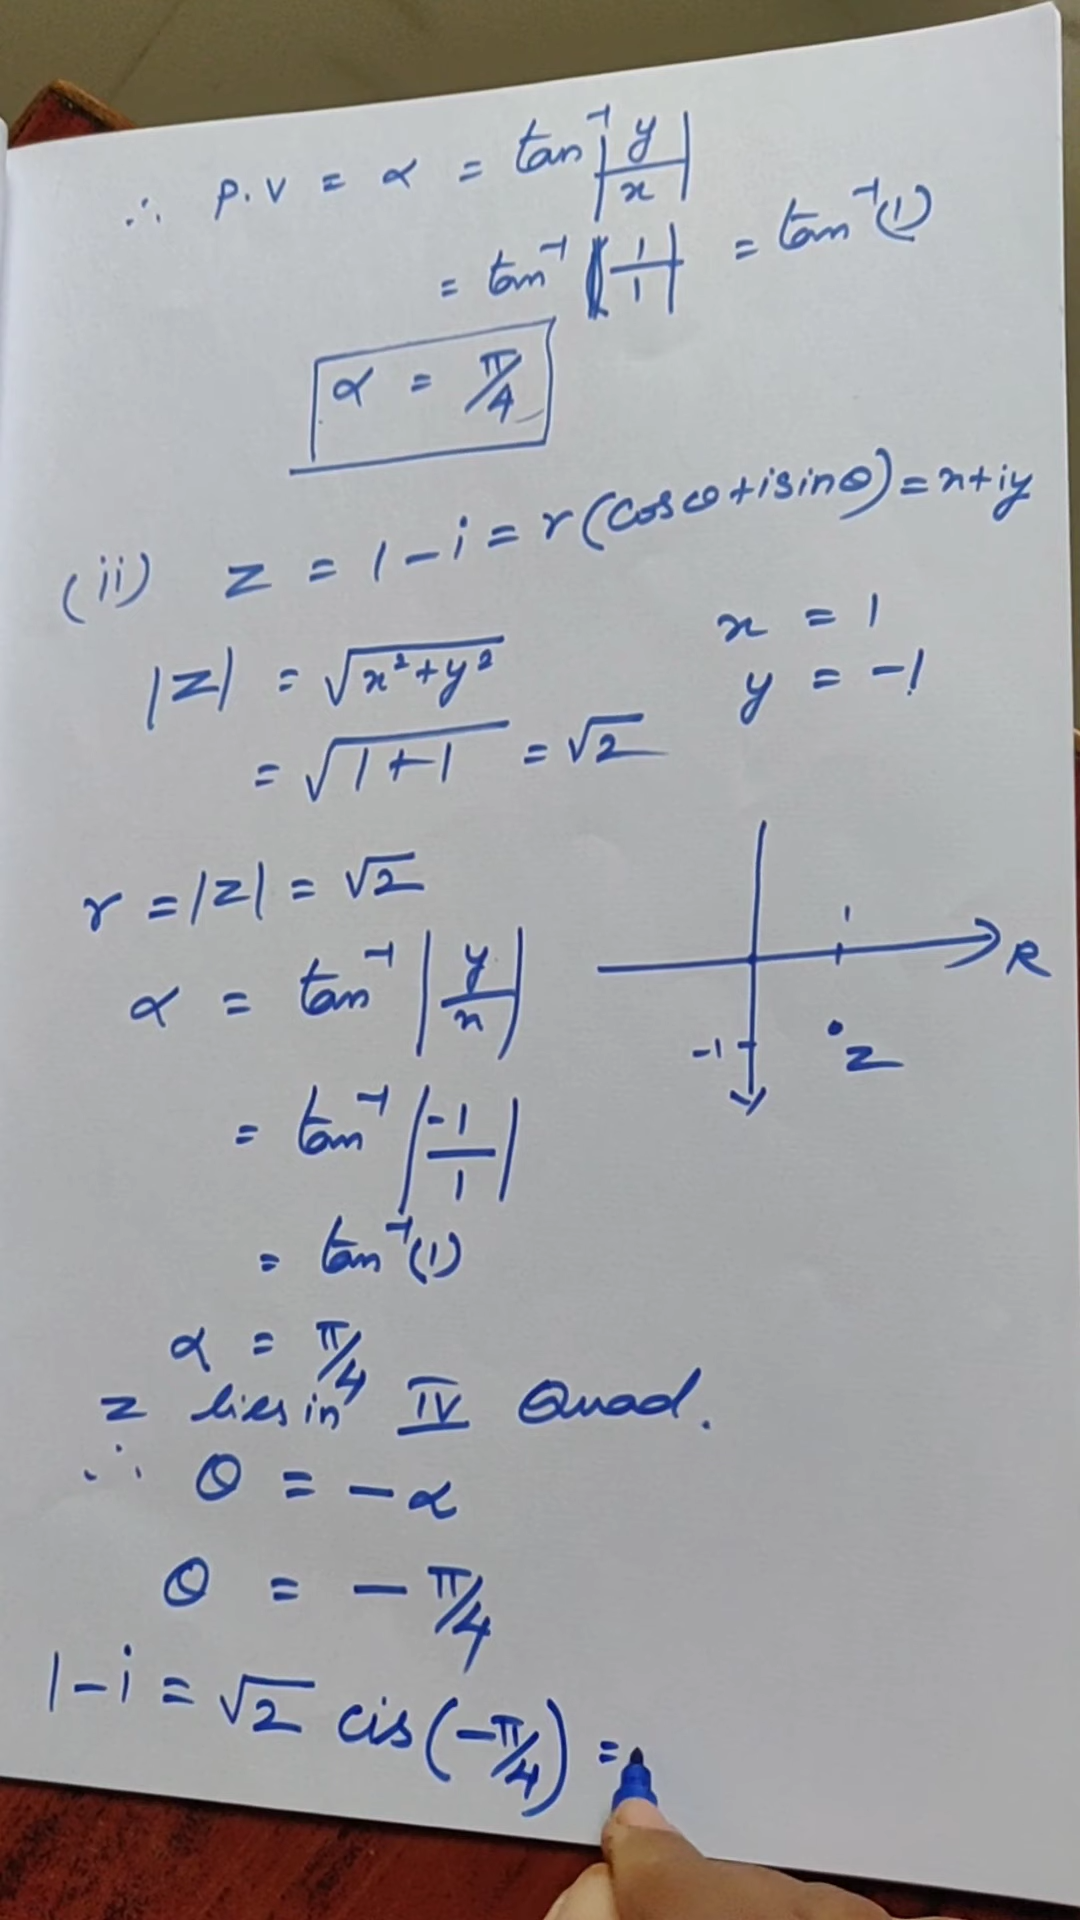 ∴ P.V = α = tan⁻¹|y/x|
= tan⁻¹|1/1| = tan⁻¹(1)
α = π/4
(ii) z = 1-i = r(cosθ+isinθ) = x+iy
|z| = √x²+y²
x = 1
y = -1
= √1+1 = √2
r = |z| = √2
α = tan⁻¹|y/x|
1
R
-1
z
= tan⁻¹|-1/1|
= tan⁻¹(1)
α = π/4
z lies in IV Quad.
∴ θ = -α
θ = -π/4
1-i = √2 cis(-π/4) =